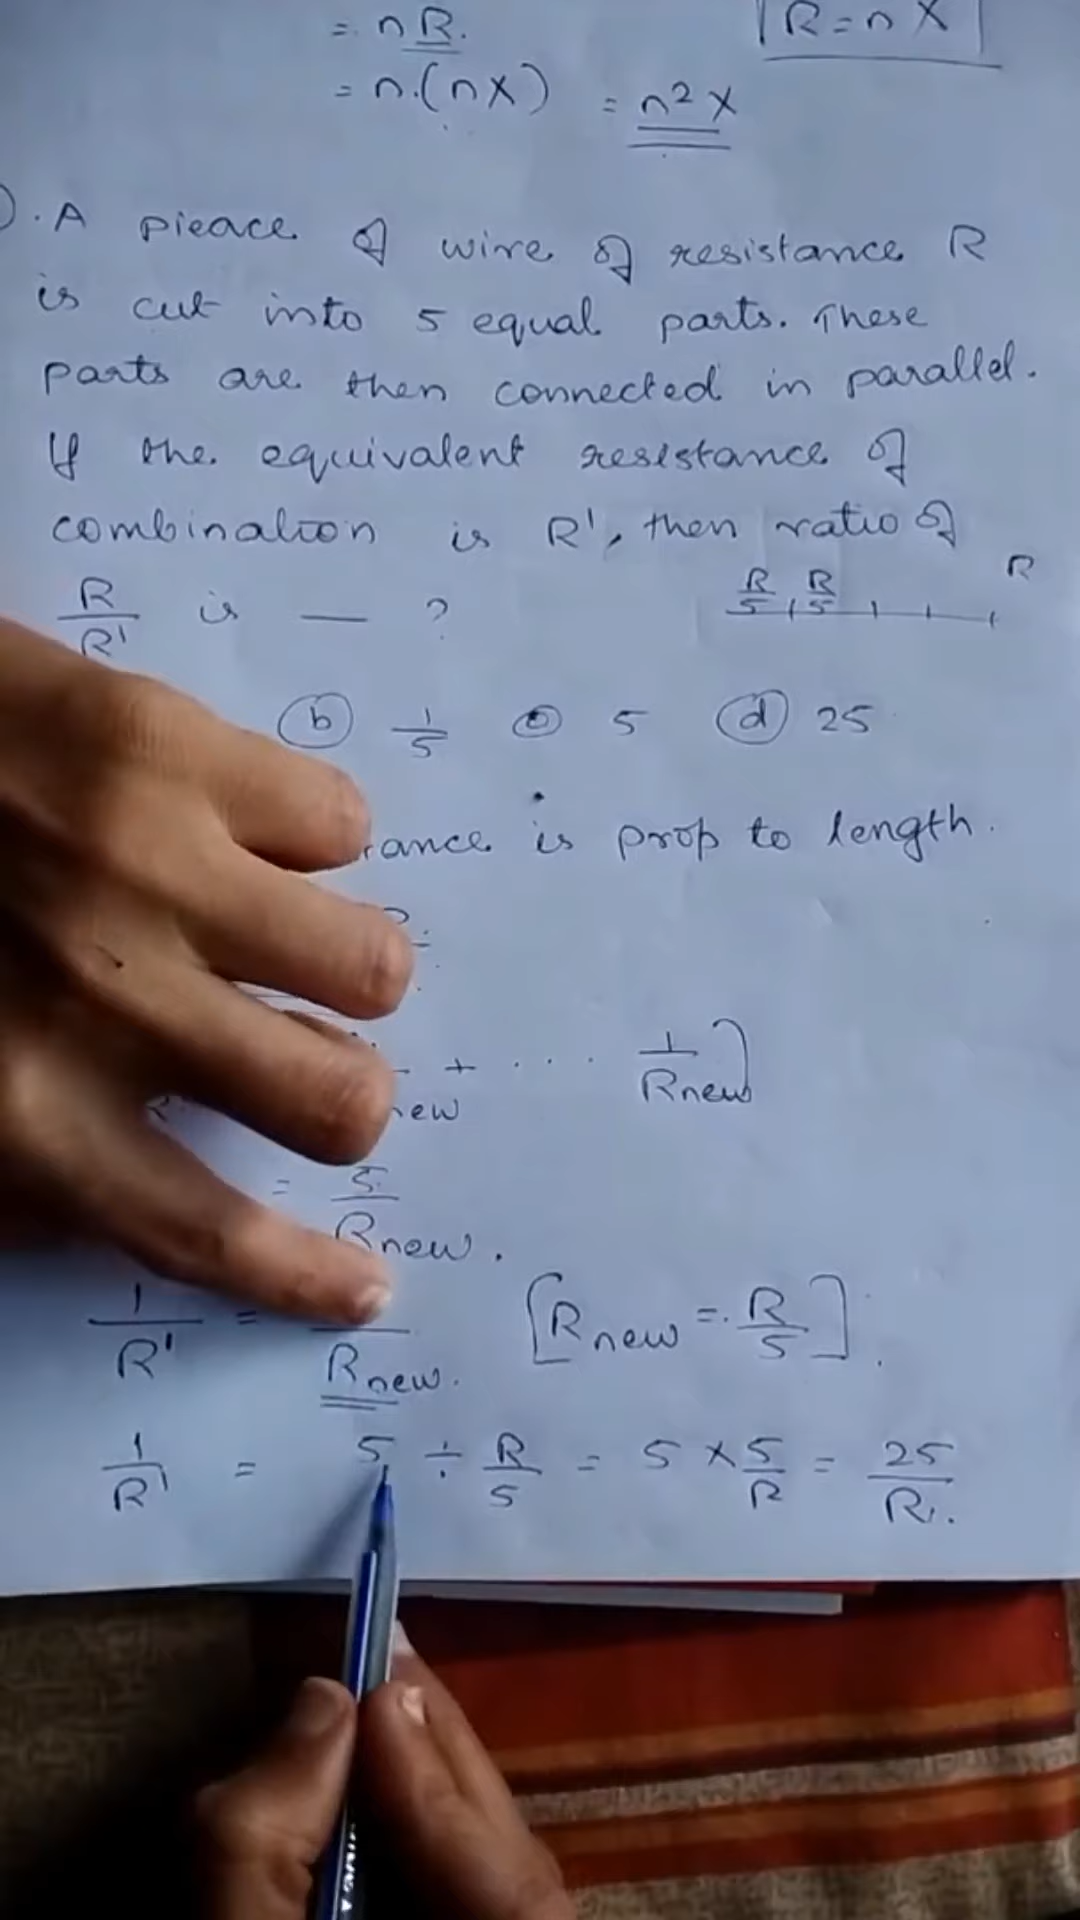 = n R.
R = n X
= n.(n X) = n² X
). A pieace of wire of resistance R
is cut into 5 equal parts. These
parts are then connected in parallel.
If the equivalent resistance of
combination is R', then ratio of
R/R' is — ?
R/5 R/5 R
(b) 1/5 (c) 5 (d) 25
is prop to length.
+ .... 1/Rnew]
= 5/Rnew.
1/R' = /Rnew. [Rnew = R/5].
1/R' = 5 ÷ R/5 = 5 × 5/R = 25/R.